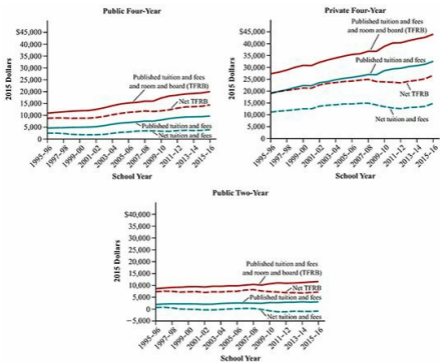 Public Four-Year
2015 Dollars
$45,000
40,000
35,000
30,000
25,000
20,000
15,000
10,000
5,000
0
Published tuition and fees
and room and board (TFRB)
Net TFRB
Published tuition and fees
Net tuition and fees
1995–96
1997–98
1999–00
2001–02
2003–04
2005–06
2007–08
2009–10
2011–12
2013–14
2015–16
School Year
Private Four-Year
2015 Dollars
$45,000
40,000
35,000
30,000
25,000
20,000
15,000
10,000
5,000
0
Published tuition and fees
and room and board (TFRB)
Published tuition and fees
Net TFRB
Net tuition and fees
1995–96
1997–98
1999–00
2001–02
2003–04
2005–06
2007–08
2009–10
2011–12
2013–14
2015–16
School Year
Public Two-Year
2015 Dollars
$40,000
35,000
30,000
25,000
20,000
15,000
10,000
5,000
0
−5,000
Published tuition and fees
and room and board (TFRB)
Net TFRB
Published tuition and fees
Net tuition and fees
1995–96
1997–98
1999–00
2001–02
2003–04
2005–06
2007–08
2009–10
2011–12
2013–14
2015–16
School Year